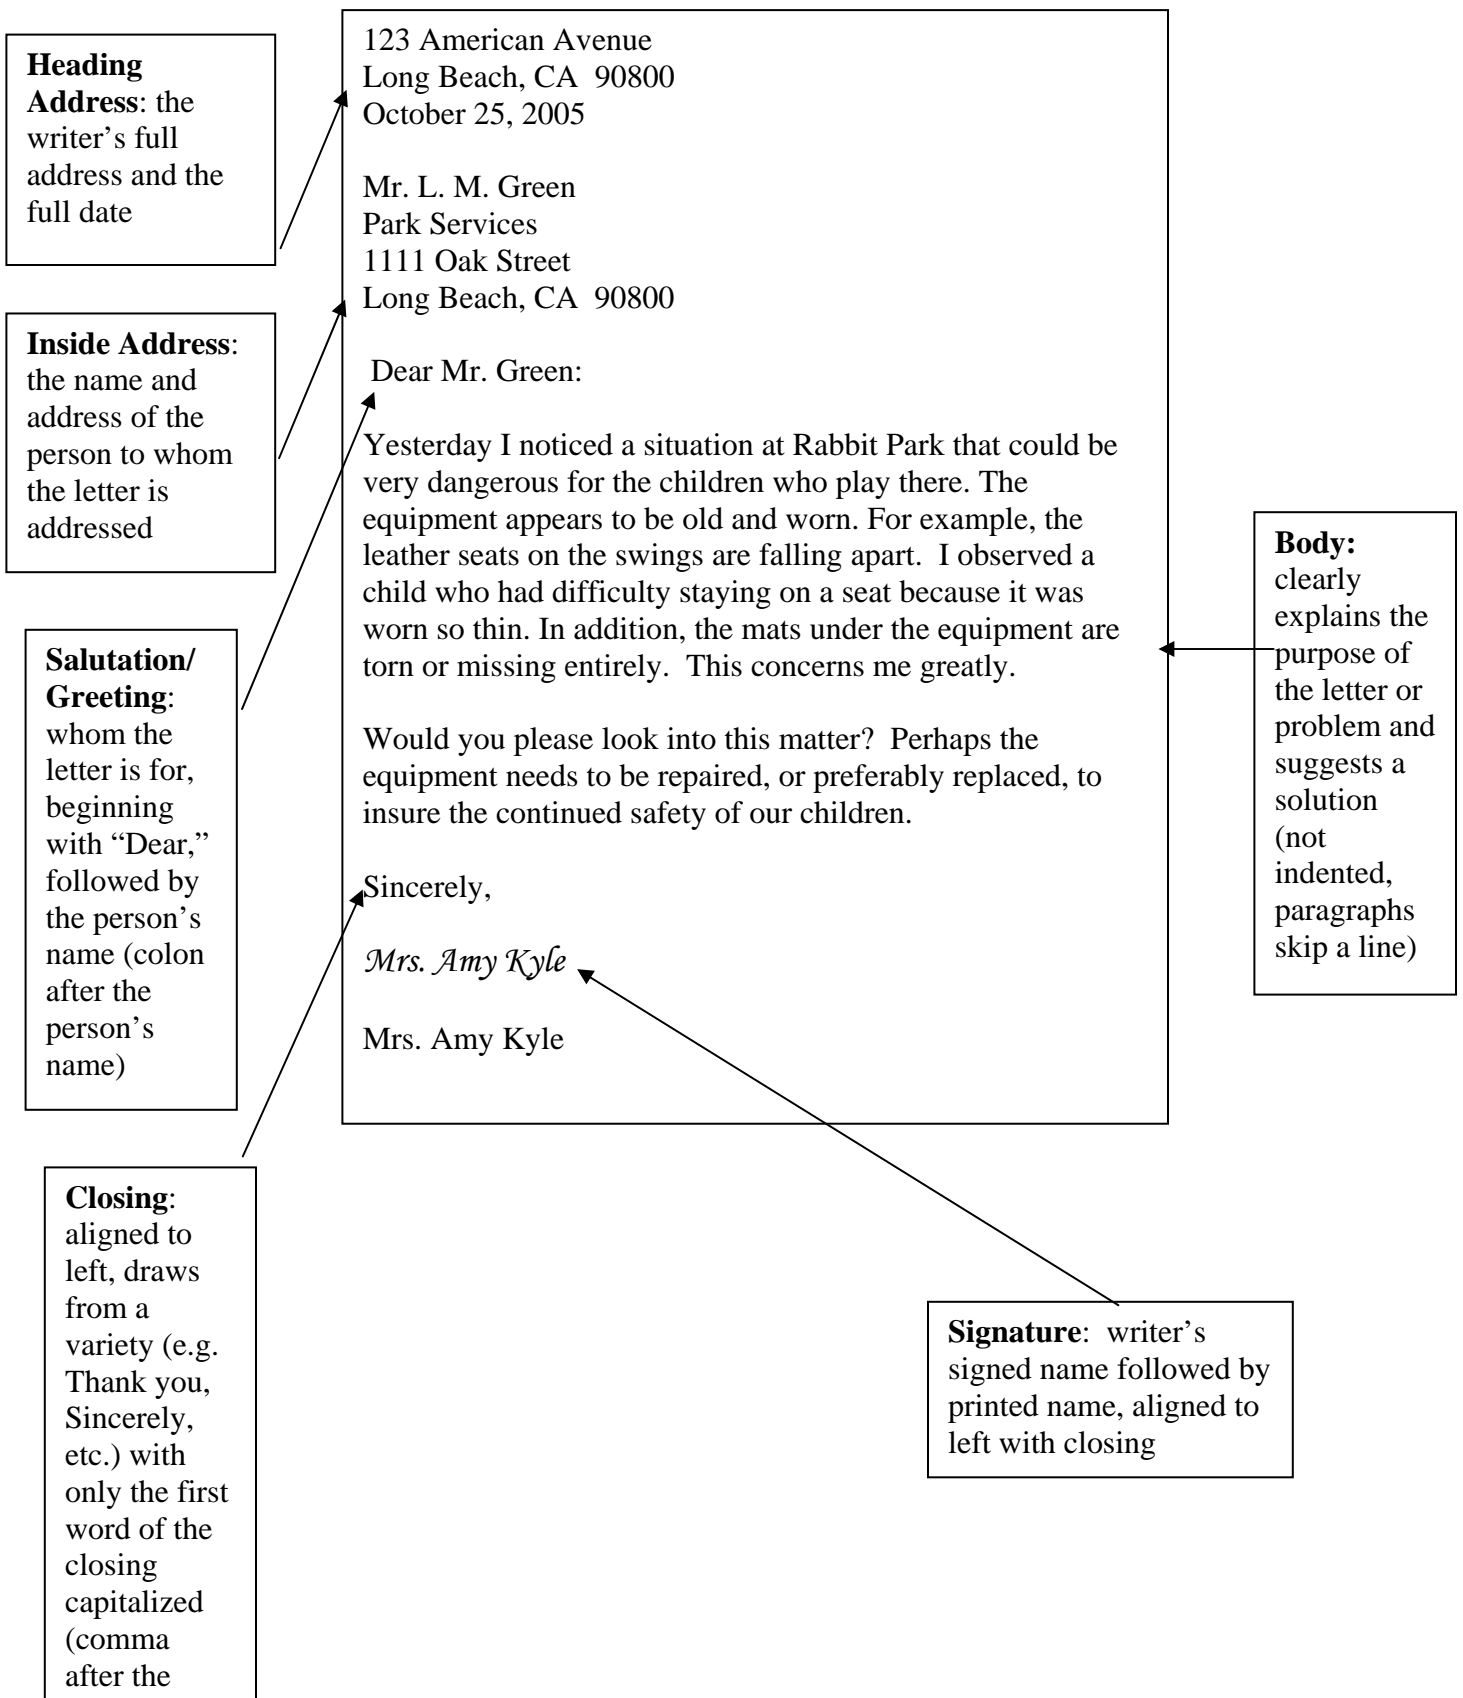 Heading
Address: the
writer’s full
address and the
full date
Inside Address:
the name and
address of the
person to whom
the letter is
addressed
Salutation/
Greeting:
whom the
letter is for,
beginning
with “Dear,”
followed by
the person’s
name (colon
after the
person’s
name)
Closing:
aligned to
left, draws
from a
variety (e.g.
Thank you,
Sincerely,
etc.) with
only the first
word of the
closing
capitalized
(comma
after the
123 American Avenue
Long Beach, CA  90800
October 25, 2005
Mr. L. M. Green
Park Services
1111 Oak Street
Long Beach, CA  90800
Dear Mr. Green:
Yesterday I noticed a situation at Rabbit Park that could be
very dangerous for the children who play there. The
equipment appears to be old and worn. For example, the
leather seats on the swings are falling apart.  I observed a
child who had difficulty staying on a seat because it was
worn so thin. In addition, the mats under the equipment are
torn or missing entirely.  This concerns me greatly.
Would you please look into this matter?  Perhaps the
equipment needs to be repaired, or preferably replaced, to
insure the continued safety of our children.
Sincerely,
Mrs. Amy Kyle
Mrs. Amy Kyle
Body:
clearly
explains the
purpose of
the letter or
problem and
suggests a
solution
(not
indented,
paragraphs
skip a line)
Signature:  writer’s
signed name followed by
printed name, aligned to
left with closing